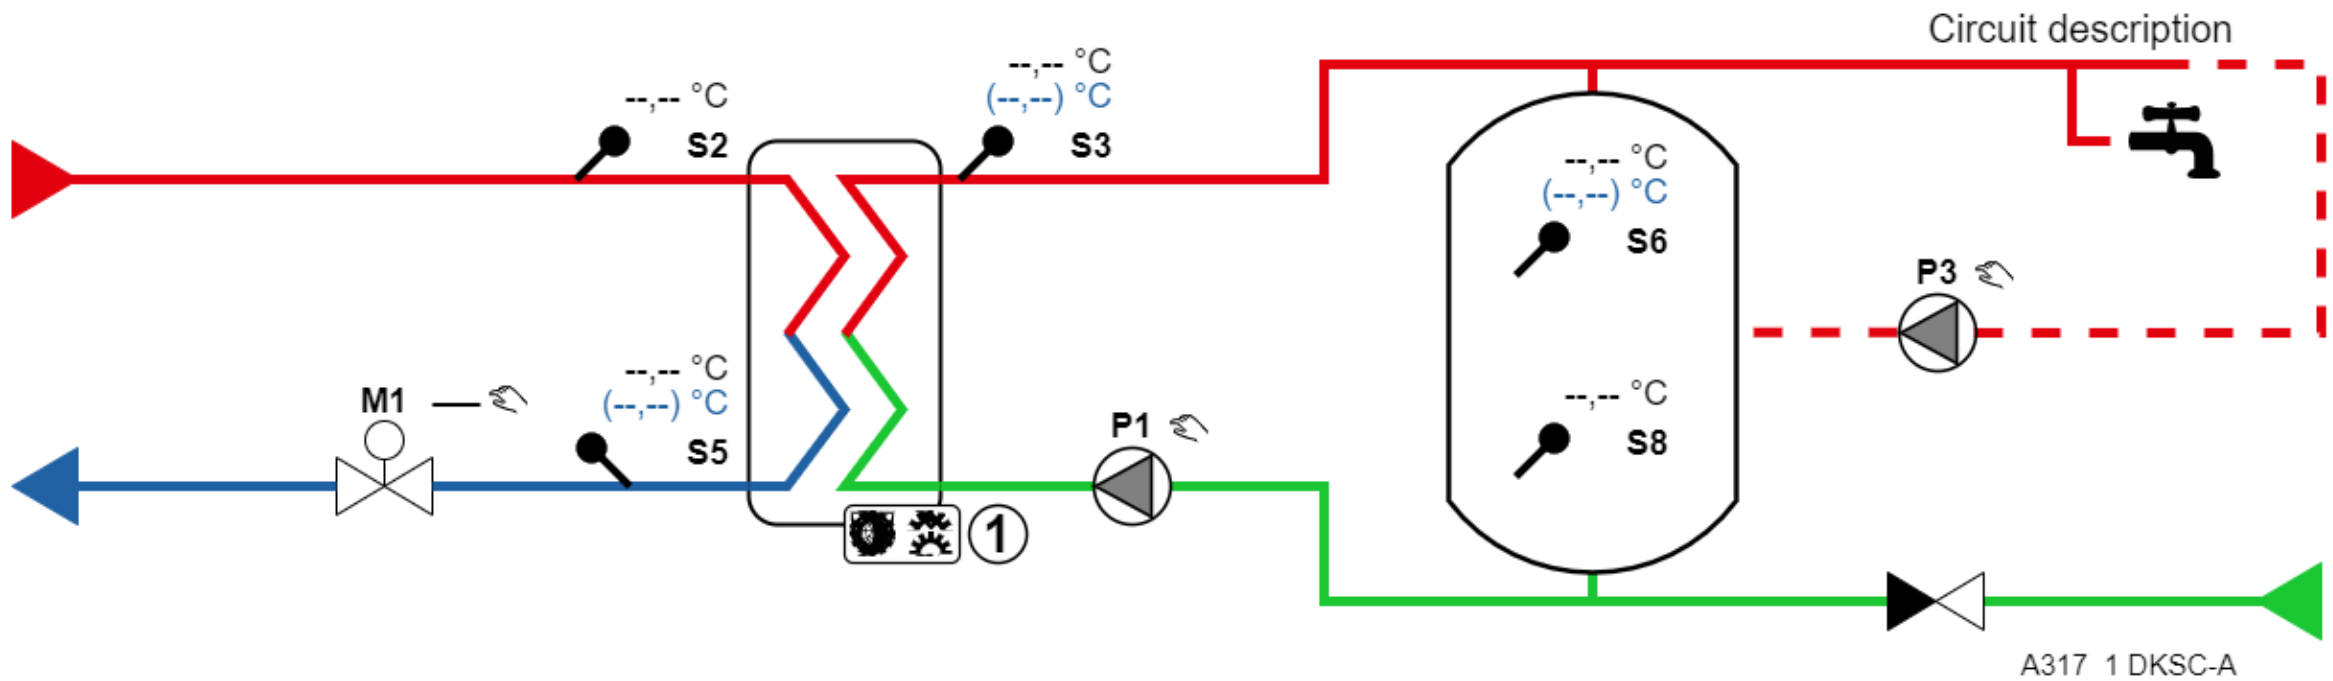 Circuit description
--,-- °C
(--,--) °C
S3
--,-- °C
S2
--,-- °C
(--,--) °C
S6
P3
--,-- °C
(--,--) °C
S5
M1
P1
--,-- °C
S8
1
A317 1 DKSC-A